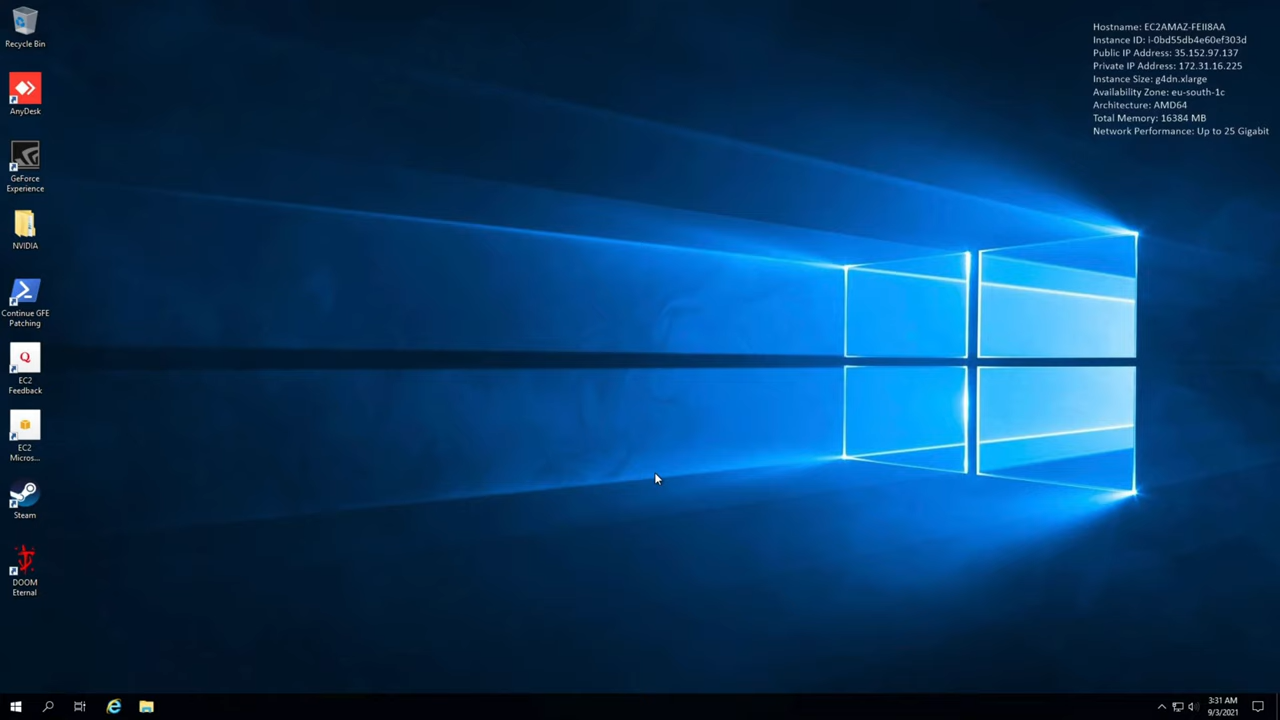 Recycle Bin
AnyDesk
GeForce
Experience
NVIDIA
Continue GFE
Patching
Q
EC2
Feedback
EC2
Micros...
Steam
DOOM
Eternal
Hostname: EC2AMAZ-FEII8AA
Instance ID: i-0bd55db4e60ef303d
Public IP Address: 35.152.97.137
Private IP Address: 172.31.16.225
Instance Size: g4dn.xlarge
Availability Zone: eu-south-1c
Architecture: AMD64
Total Memory: 16384 MB
Network Performance: Up to 25 Gigabit
3:31 AM
9/3/2021